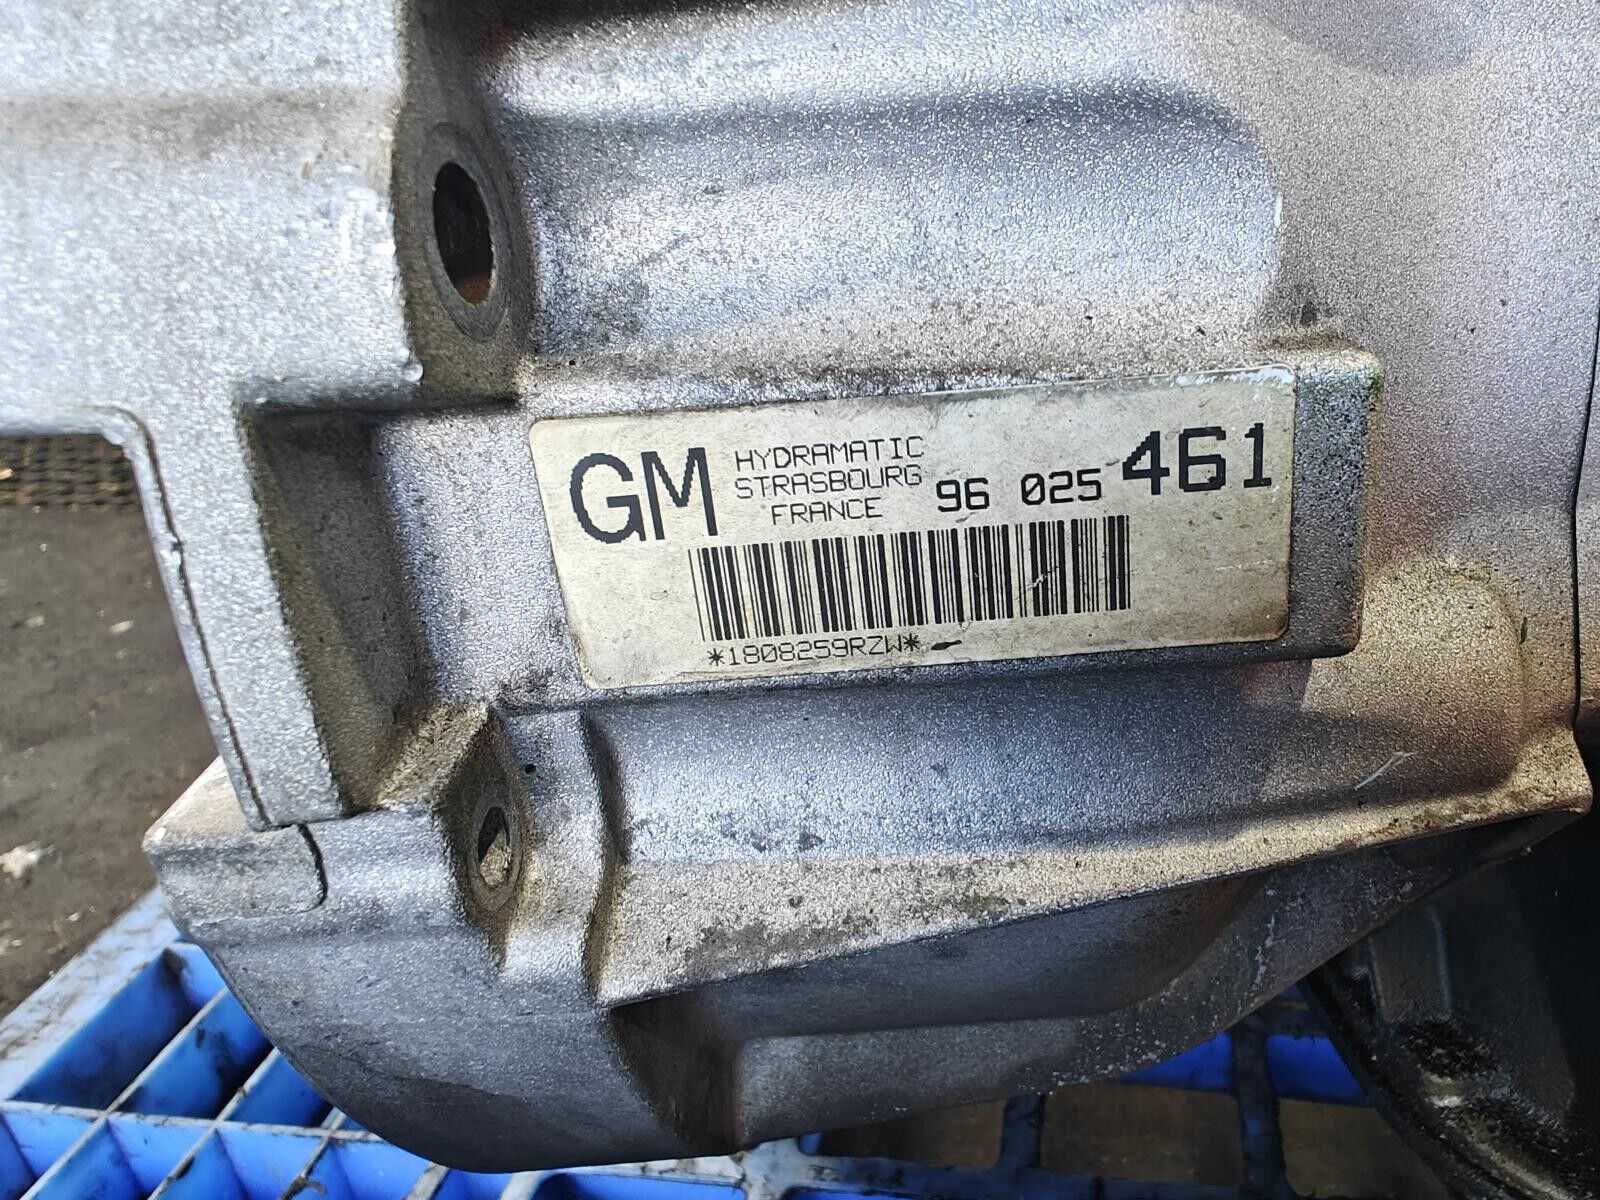 GM
HYDRAMATIC
STRASBOURG
FRANCE
96 025 461
*1808259RZW*